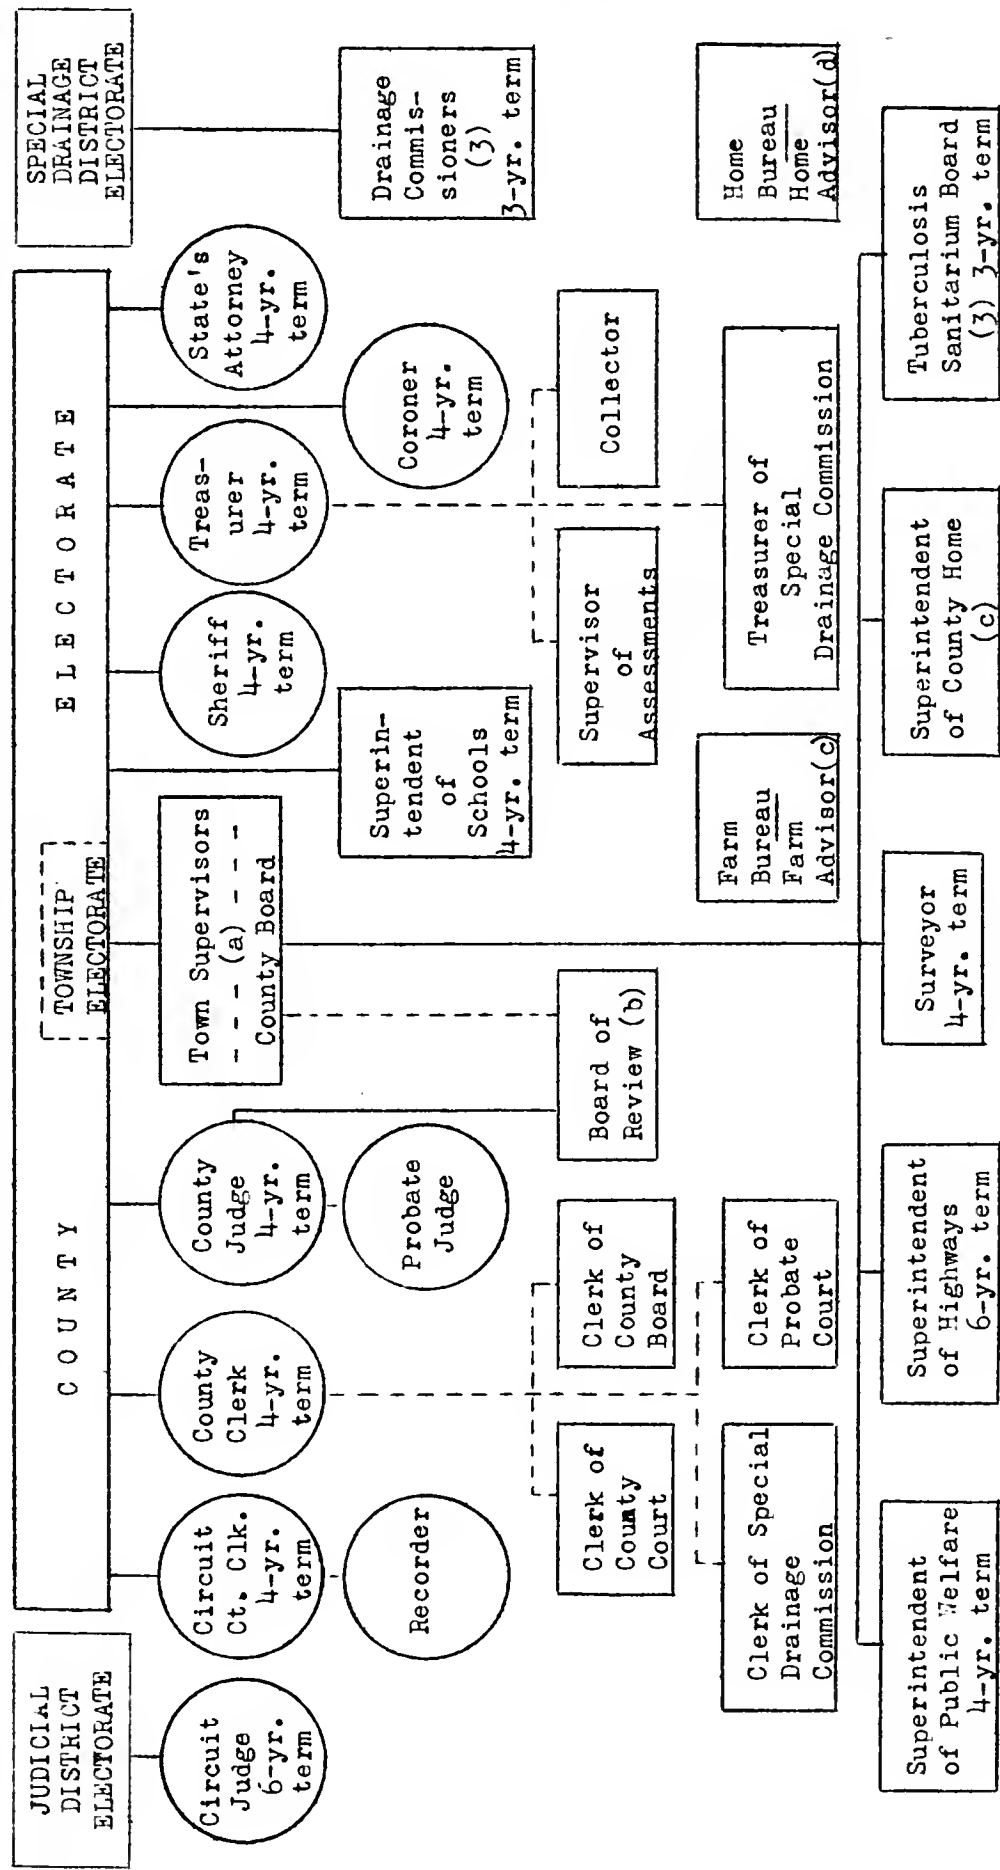 JUDICIAL
DISTRICT
ELECTORATE
COUNTY ELECTORATE
TOWNSHIP
ELECTORATE
SPECIAL
DRAINAGE
DISTRICT
ELECTORATE
Circuit
Judge
6-yr.
term
Circuit
Ct. Clk.
4-yr.
term
County
Clerk
4-yr.
term
County
Judge
4-yr.
term
Town Supervisors
- - - (a) - - -
County Board
Sheriff
4-yr.
term
Treas-
urer
4-yr.
term
State's
Attorney
4-yr.
term
Recorder
Probate
Judge
Superin-
tendent
of
Schools
4-yr. term
Coroner
4-yr.
term
Drainage
Commis-
sioners
(3)
3-yr. term
Clerk of
County
Court
Clerk of
County
Board
Board of
Review (b)
Supervisor
of
Assessments
Collector
Clerk of Special
Drainage
Commission
Clerk of
Probate
Court
Farm
Bureau
Farm
Advisor(c)
Treasurer of
Special
Drainage Commission
Home
Bureau
Home
Advisor(d)
Superintendent
of Public Welfare
4-yr. term
Superintendent
of Highways
6-yr. term
Surveyor
4-yr. term
Superintendent
of County Home
(c)
Tuberculosis
Sanitarium Board
(3) 3-yr. term